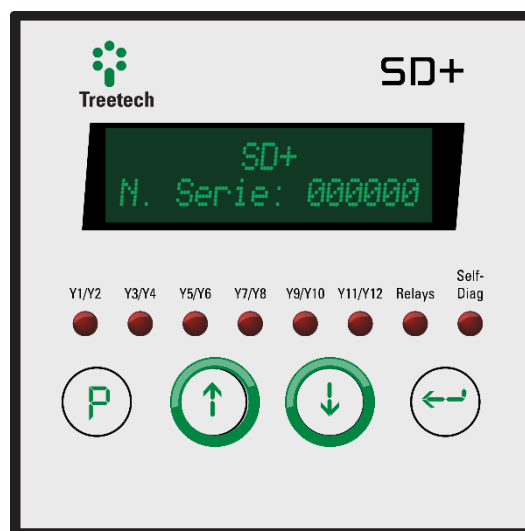 Treetech
SD+
SD+
N. Serie: 000000
Y1/Y2 Y3/Y4 Y5/Y6 Y7/Y8 Y9/Y10 Y11/Y12 Relays Self-
Diag
P